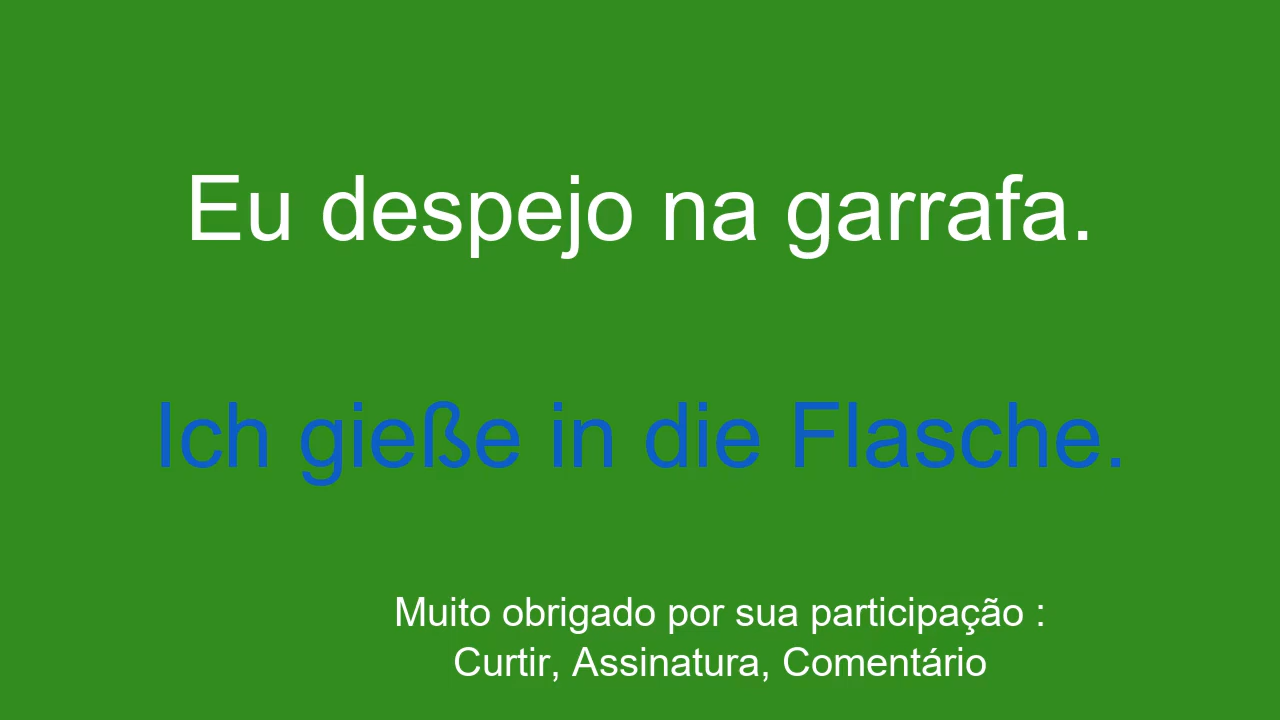 Eu despejo na garrafa.
Ich gieße in die Flasche.
Muito obrigado por sua participação :
Curtir, Assinatura, Comentário